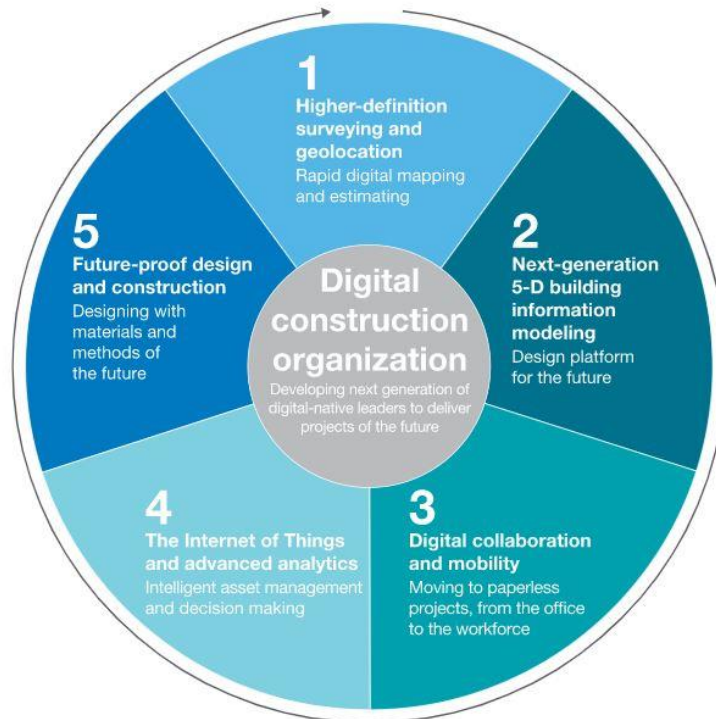 1
Higher-definition
surveying and
geolocation
Rapid digital mapping
and estimating
2
Next-generation
5-D building
information
modeling
Design platform
for the future
3
Digital collaboration
and mobility
Moving to paperless
projects, from the office
to the workforce
4
The Internet of Things
and advanced analytics
Intelligent asset management
and decision making
5
Future-proof design
and construction
Designing with
materials and
methods of
the future
Digital
construction
organization
Developing next generation of
digital-native leaders to deliver
projects of the future